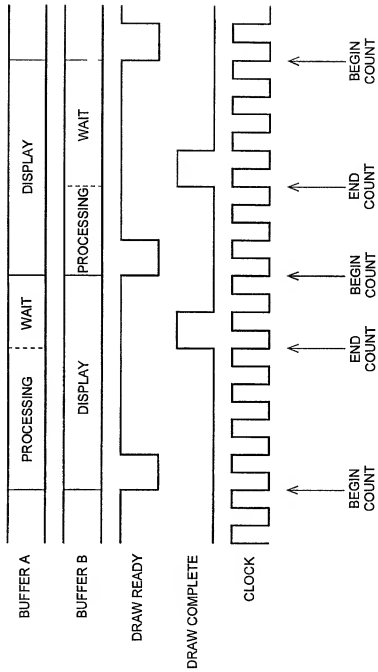 BUFFER A
PROCESSING
WAIT
DISPLAY
BUFFER B
DISPLAY
PROCESSING
WAIT
DRAW READY
DRAW COMPLETE
CLOCK
BEGIN
COUNT
END
COUNT
BEGIN
COUNT
END
COUNT
BEGIN
COUNT